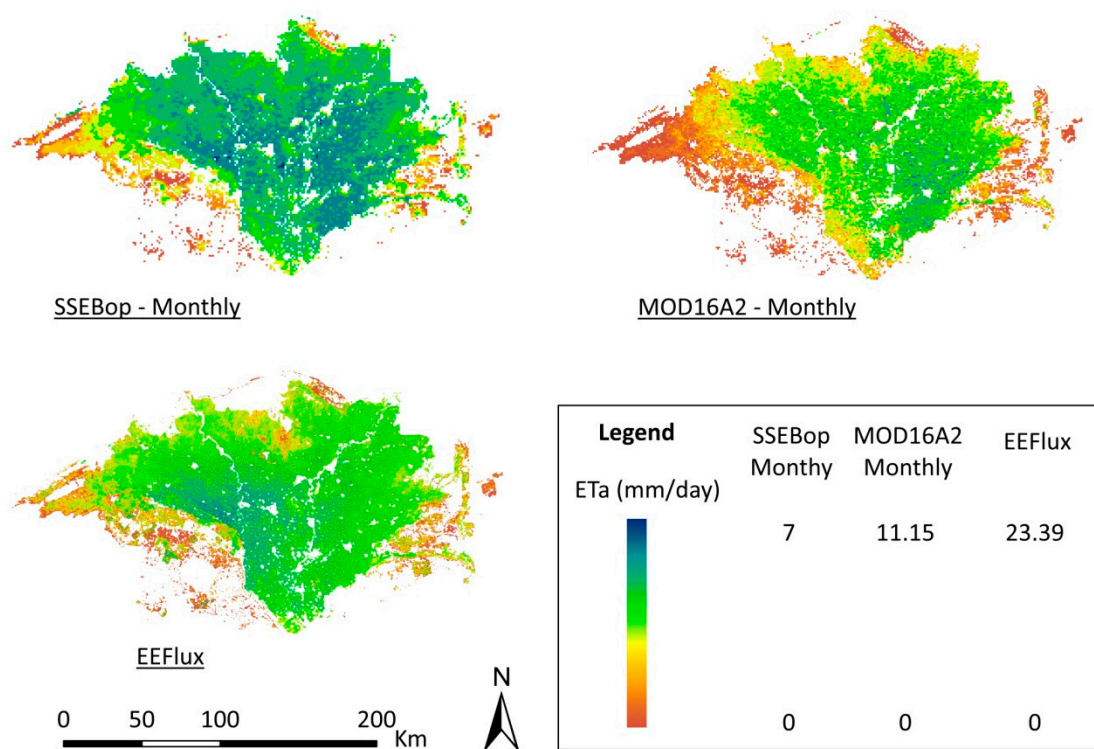 SSEBop - Monthly
MOD16A2 - Monthly
EEFlux
0 50 100 200
Km
N
Legend
SSEBop
Monthy
MOD16A2
Monthly
EEFlux
ETa (mm/day)
7 11.15 23.39
0 0 0